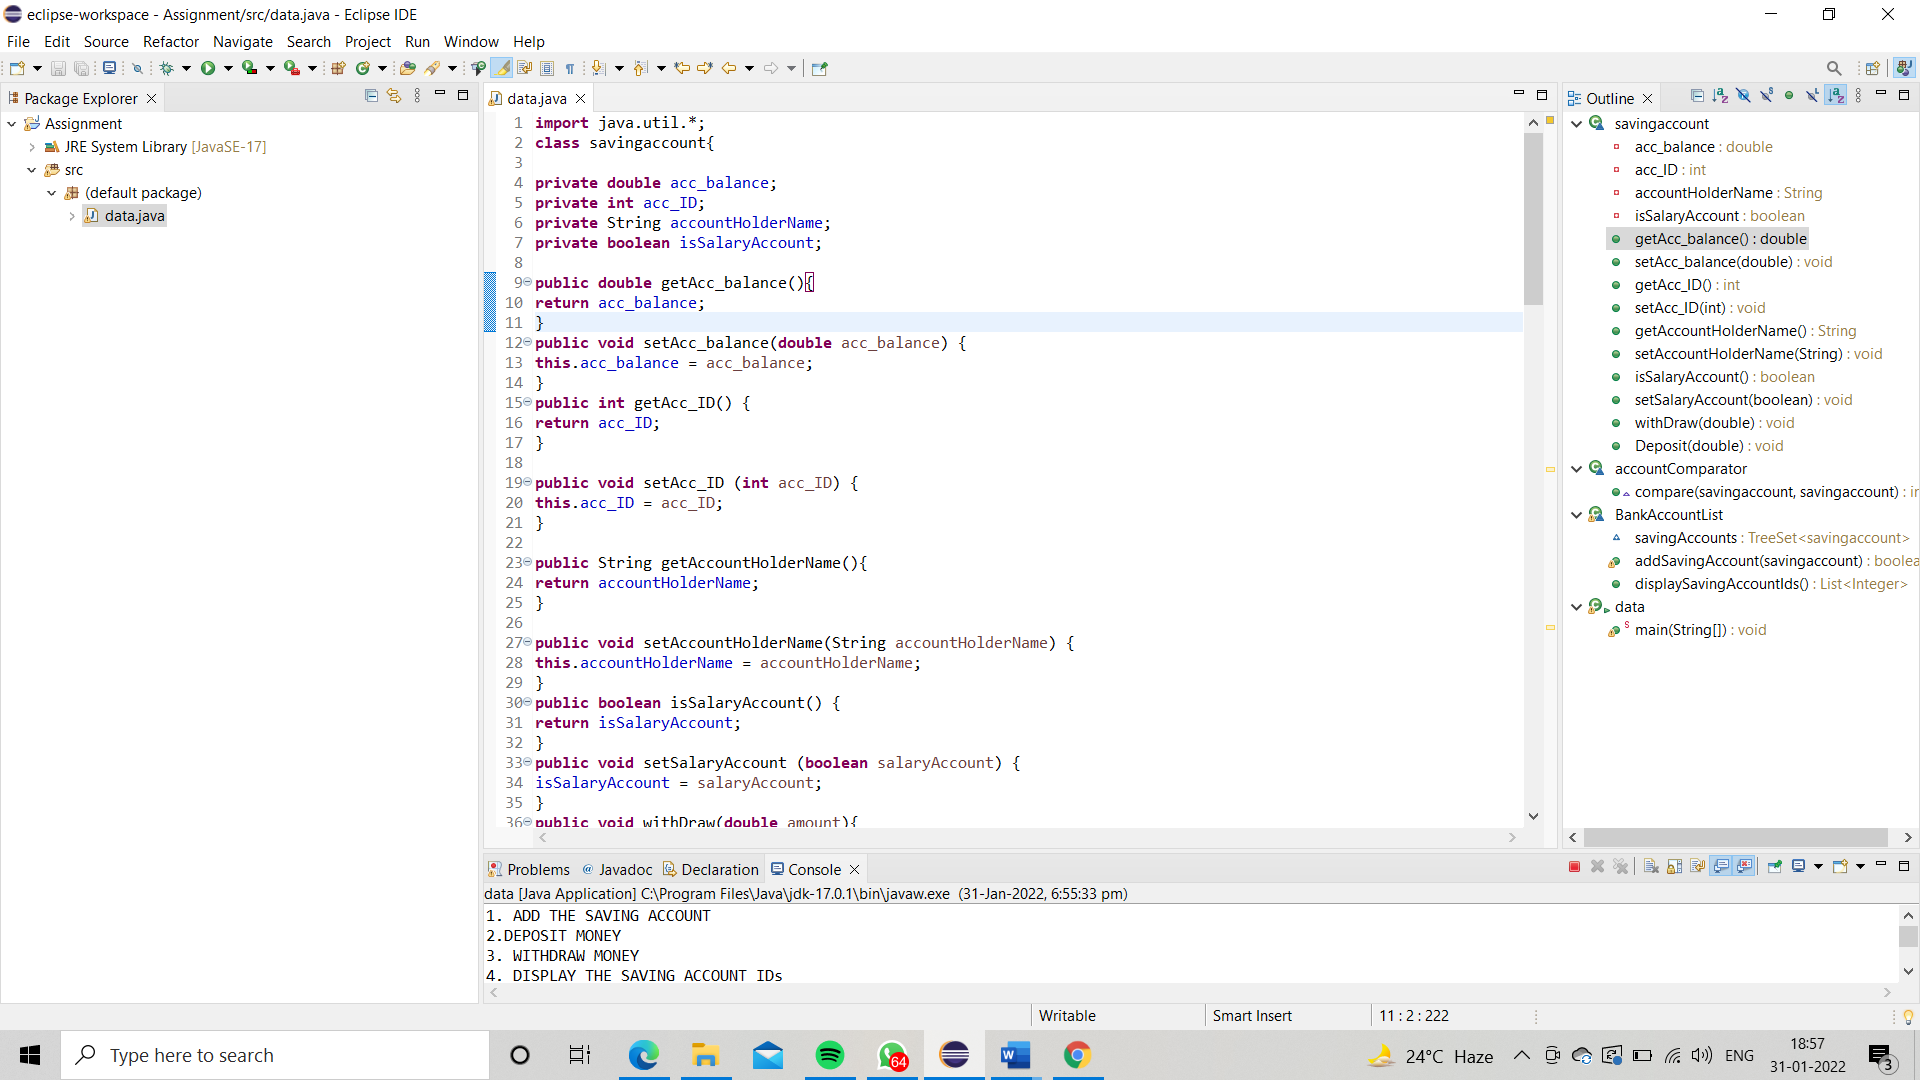 eclipse-workspace - Assignment/src/data.java - Eclipse IDE
File Edit Source Refactor Navigate Search Project Run Window Help
Package Explorer
Assignment
JRE System Library [JavaSE-17]
src
(default package)
data.java
data.java
1 import java.util.*;
2 class savingaccount{
3
4 private double acc_balance;
5 private int acc_ID;
6 private String accountHolderName;
7 private boolean isSalaryAccount;
8
9 public double getAcc_balance(){
10 return acc_balance;
11 }
12 public void setAcc_balance(double acc_balance) {
13 this.acc_balance = acc_balance;
14 }
15 public int getAcc_ID() {
16 return acc_ID;
17 }
18
19 public void setAcc_ID (int acc_ID) {
20 this.acc_ID = acc_ID;
21 }
22
23 public String getAccountHolderName(){
24 return accountHolderName;
25 }
26
27 public void setAccountHolderName(String accountHolderName) {
28 this.accountHolderName = accountHolderName;
29 }
30 public boolean isSalaryAccount() {
31 return isSalaryAccount;
32 }
33 public void setSalaryAccount (boolean salaryAccount) {
34 isSalaryAccount = salaryAccount;
35 }
36 public void withDraw(double amount){
Outline
savingaccount
acc_balance : double
acc_ID : int
accountHolderName : String
isSalaryAccount : boolean
getAcc_balance() : double
setAcc_balance(double) : void
getAcc_ID() : int
setAcc_ID(int) : void
getAccountHolderName() : String
setAccountHolderName(String) : void
isSalaryAccount() : boolean
setSalaryAccount(boolean) : void
withDraw(double) : void
Deposit(double) : void
accountComparator
compare(savingaccount, savingaccount) : in
BankAccountList
savingAccounts : TreeSet<savingaccount>
addSavingAccount(savingaccount) : boolea
displaySavingAccountIds() : List<Integer>
data
main(String[]) : void
Problems Javadoc Declaration Console
data [Java Application] C:\Program Files\Java\jdk-17.0.1\bin\javaw.exe (31-Jan-2022, 6:55:33 pm)
1. ADD THE SAVING ACCOUNT
2.DEPOSIT MONEY
3. WITHDRAW MONEY
4. DISPLAY THE SAVING ACCOUNT IDs
Writable Smart Insert 11 : 2 : 222
Type here to search
64
24°C Haze
ENG
18:57
31-01-2022
3